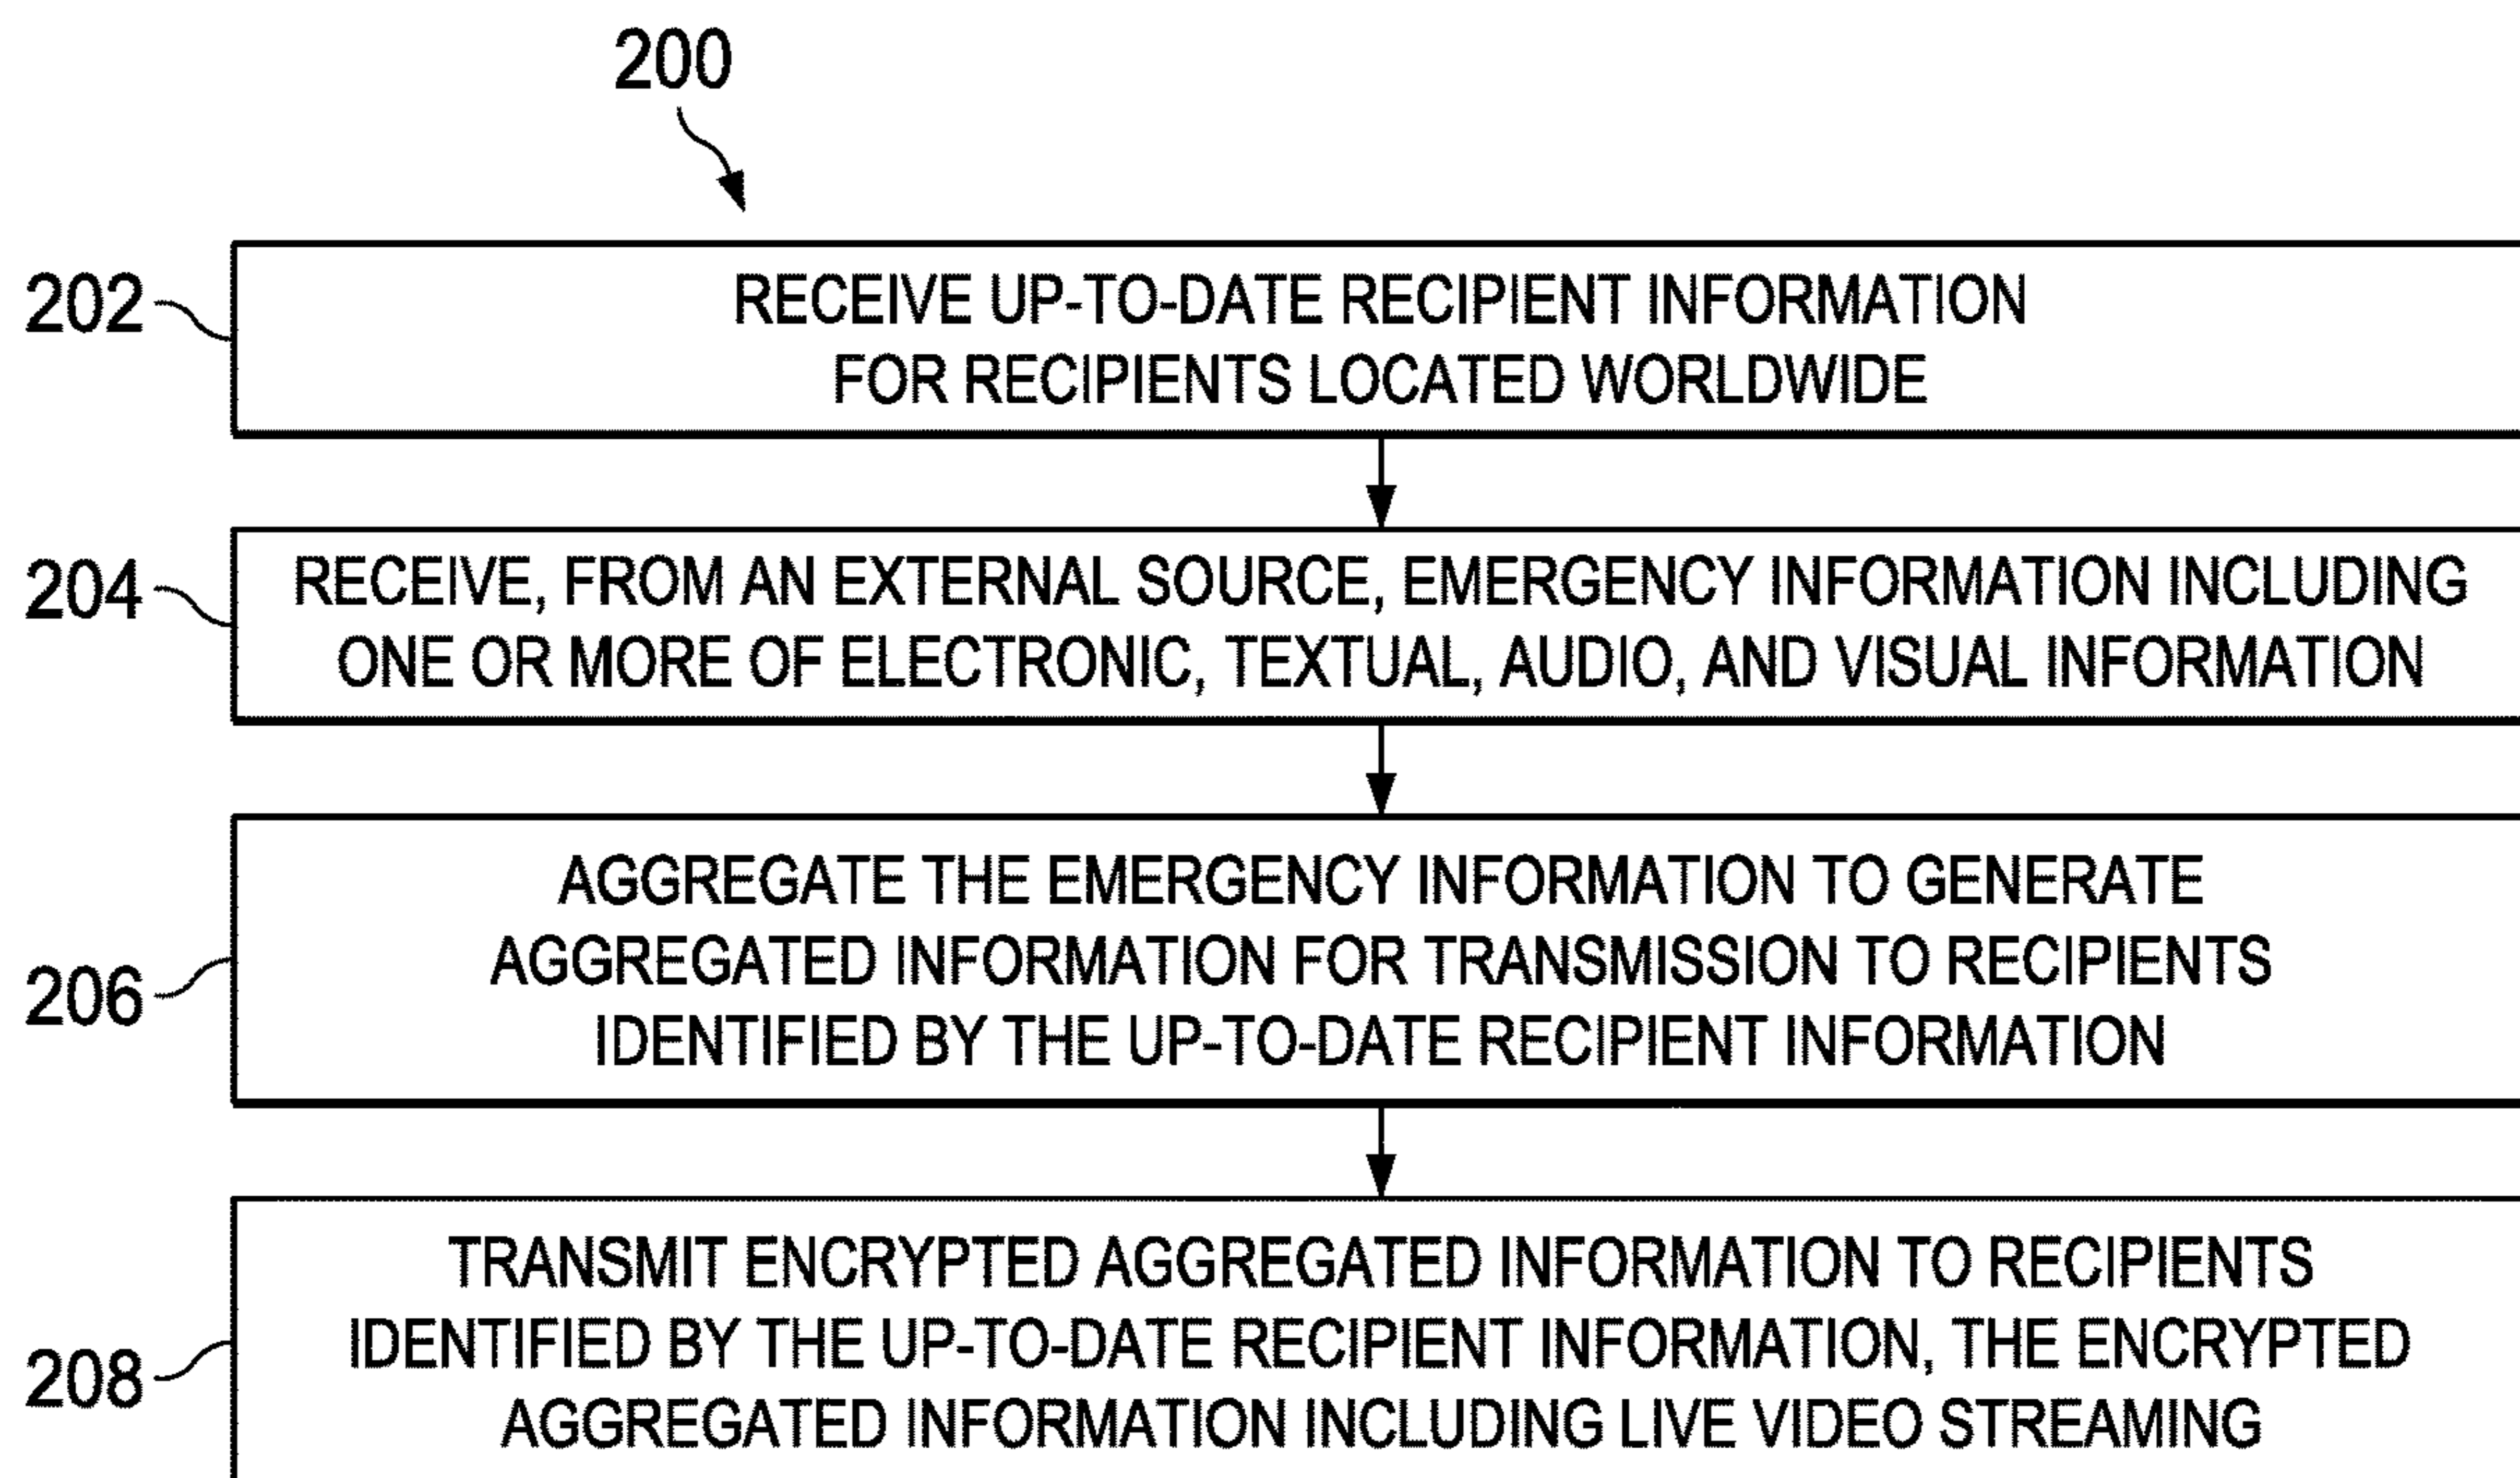 200
202
RECEIVE UP-TO-DATE RECIPIENT INFORMATION
FOR RECIPIENTS LOCATED WORLDWIDE
204
RECEIVE, FROM AN EXTERNAL SOURCE, EMERGENCY INFORMATION INCLUDING
ONE OR MORE OF ELECTRONIC, TEXTUAL, AUDIO, AND VISUAL INFORMATION
206
AGGREGATE THE EMERGENCY INFORMATION TO GENERATE
AGGREGATED INFORMATION FOR TRANSMISSION TO RECIPIENTS
IDENTIFIED BY THE UP-TO-DATE RECIPIENT INFORMATION
208
TRANSMIT ENCRYPTED AGGREGATED INFORMATION TO RECIPIENTS
IDENTIFIED BY THE UP-TO-DATE RECIPIENT INFORMATION, THE ENCRYPTED
AGGREGATED INFORMATION INCLUDING LIVE VIDEO STREAMING